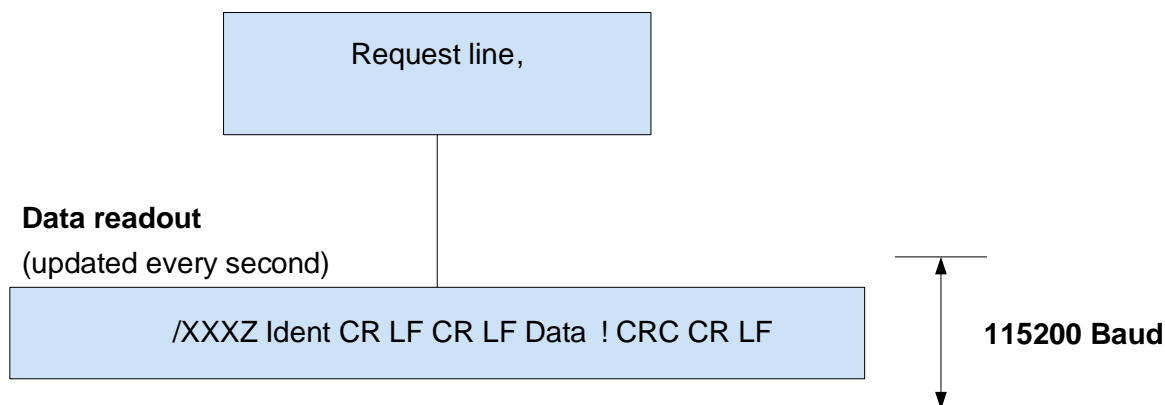 Request line,
Data readout
(updated every second)
/XXXZ Ident CR LF CR LF Data ! CRC CR LF
115200 Baud